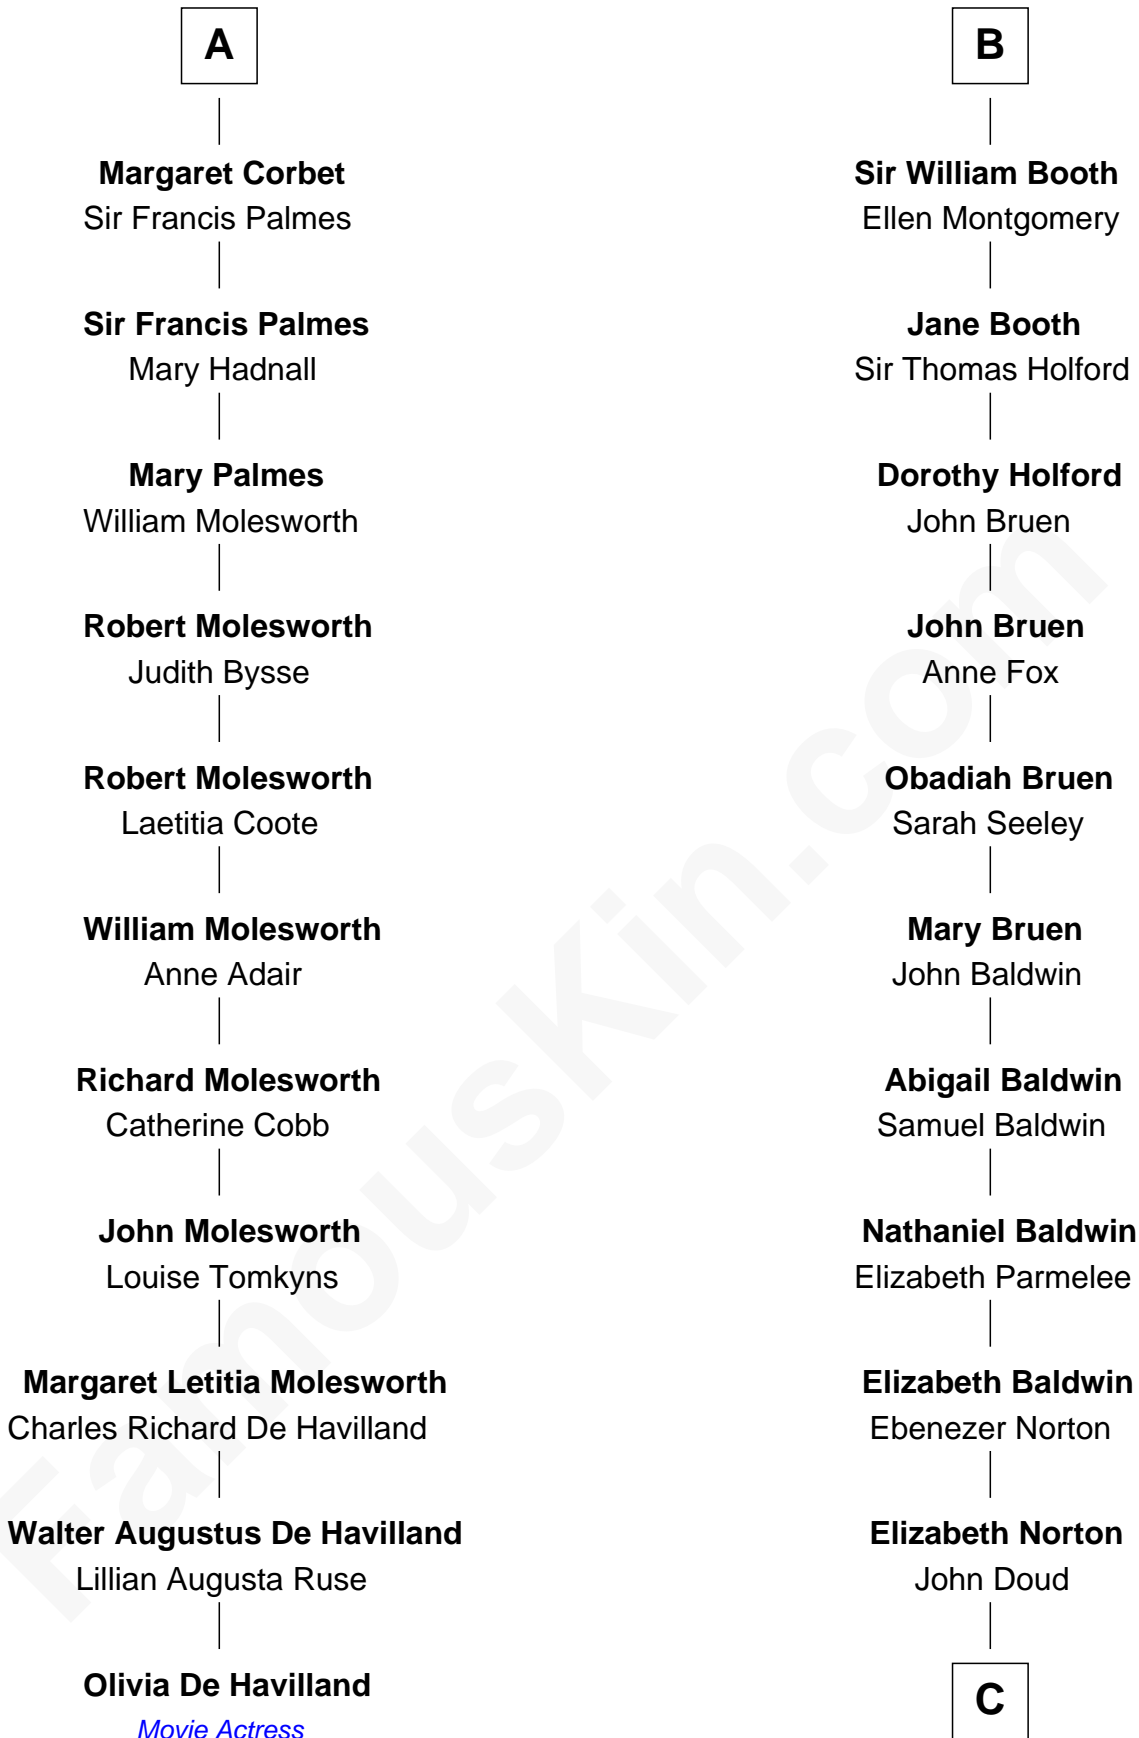 A
Margaret Corbet
Sir Francis Palmes
Sir Francis Palmes
Mary Hadnall
Mary Palmes
William Molesworth
Robert Molesworth
Judith Bysse
Robert Molesworth
Laetitia Coote
William Molesworth
Anne Adair
Richard Molesworth
Catherine Cobb
John Molesworth
Louise Tomkyns
Margaret Letitia Molesworth
Charles Richard De Havilland
Walter Augustus De Havilland
Lillian Augusta Ruse
Olivia De Havilland
Movie Actress
B
Sir William Booth
Ellen Montgomery
Jane Booth
Sir Thomas Holford
Dorothy Holford
John Bruen
John Bruen
Anne Fox
Obadiah Bruen
Sarah Seeley
Mary Bruen
John Baldwin
Abigail Baldwin
Samuel Baldwin
Nathaniel Baldwin
Elizabeth Parmelee
Elizabeth Baldwin
Ebenezer Norton
Elizabeth Norton
John Doud
C
FamousKin.com